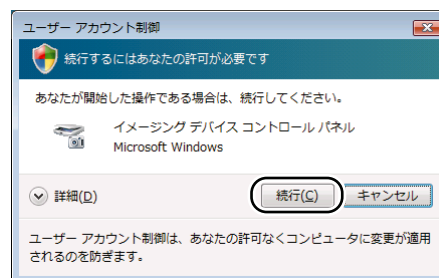 ユーザー アカウント制御
続行するにはあなたの許可が必要です
あなたが開始した操作である場合は、続行してください。
イメージング デバイス コントロール パネル
Microsoft Windows
詳細(D)
続行(C)
キャンセル
ユーザー アカウント制御は、あなたの許可なくコンピュータに変更が適用
されるのを防ぎます。